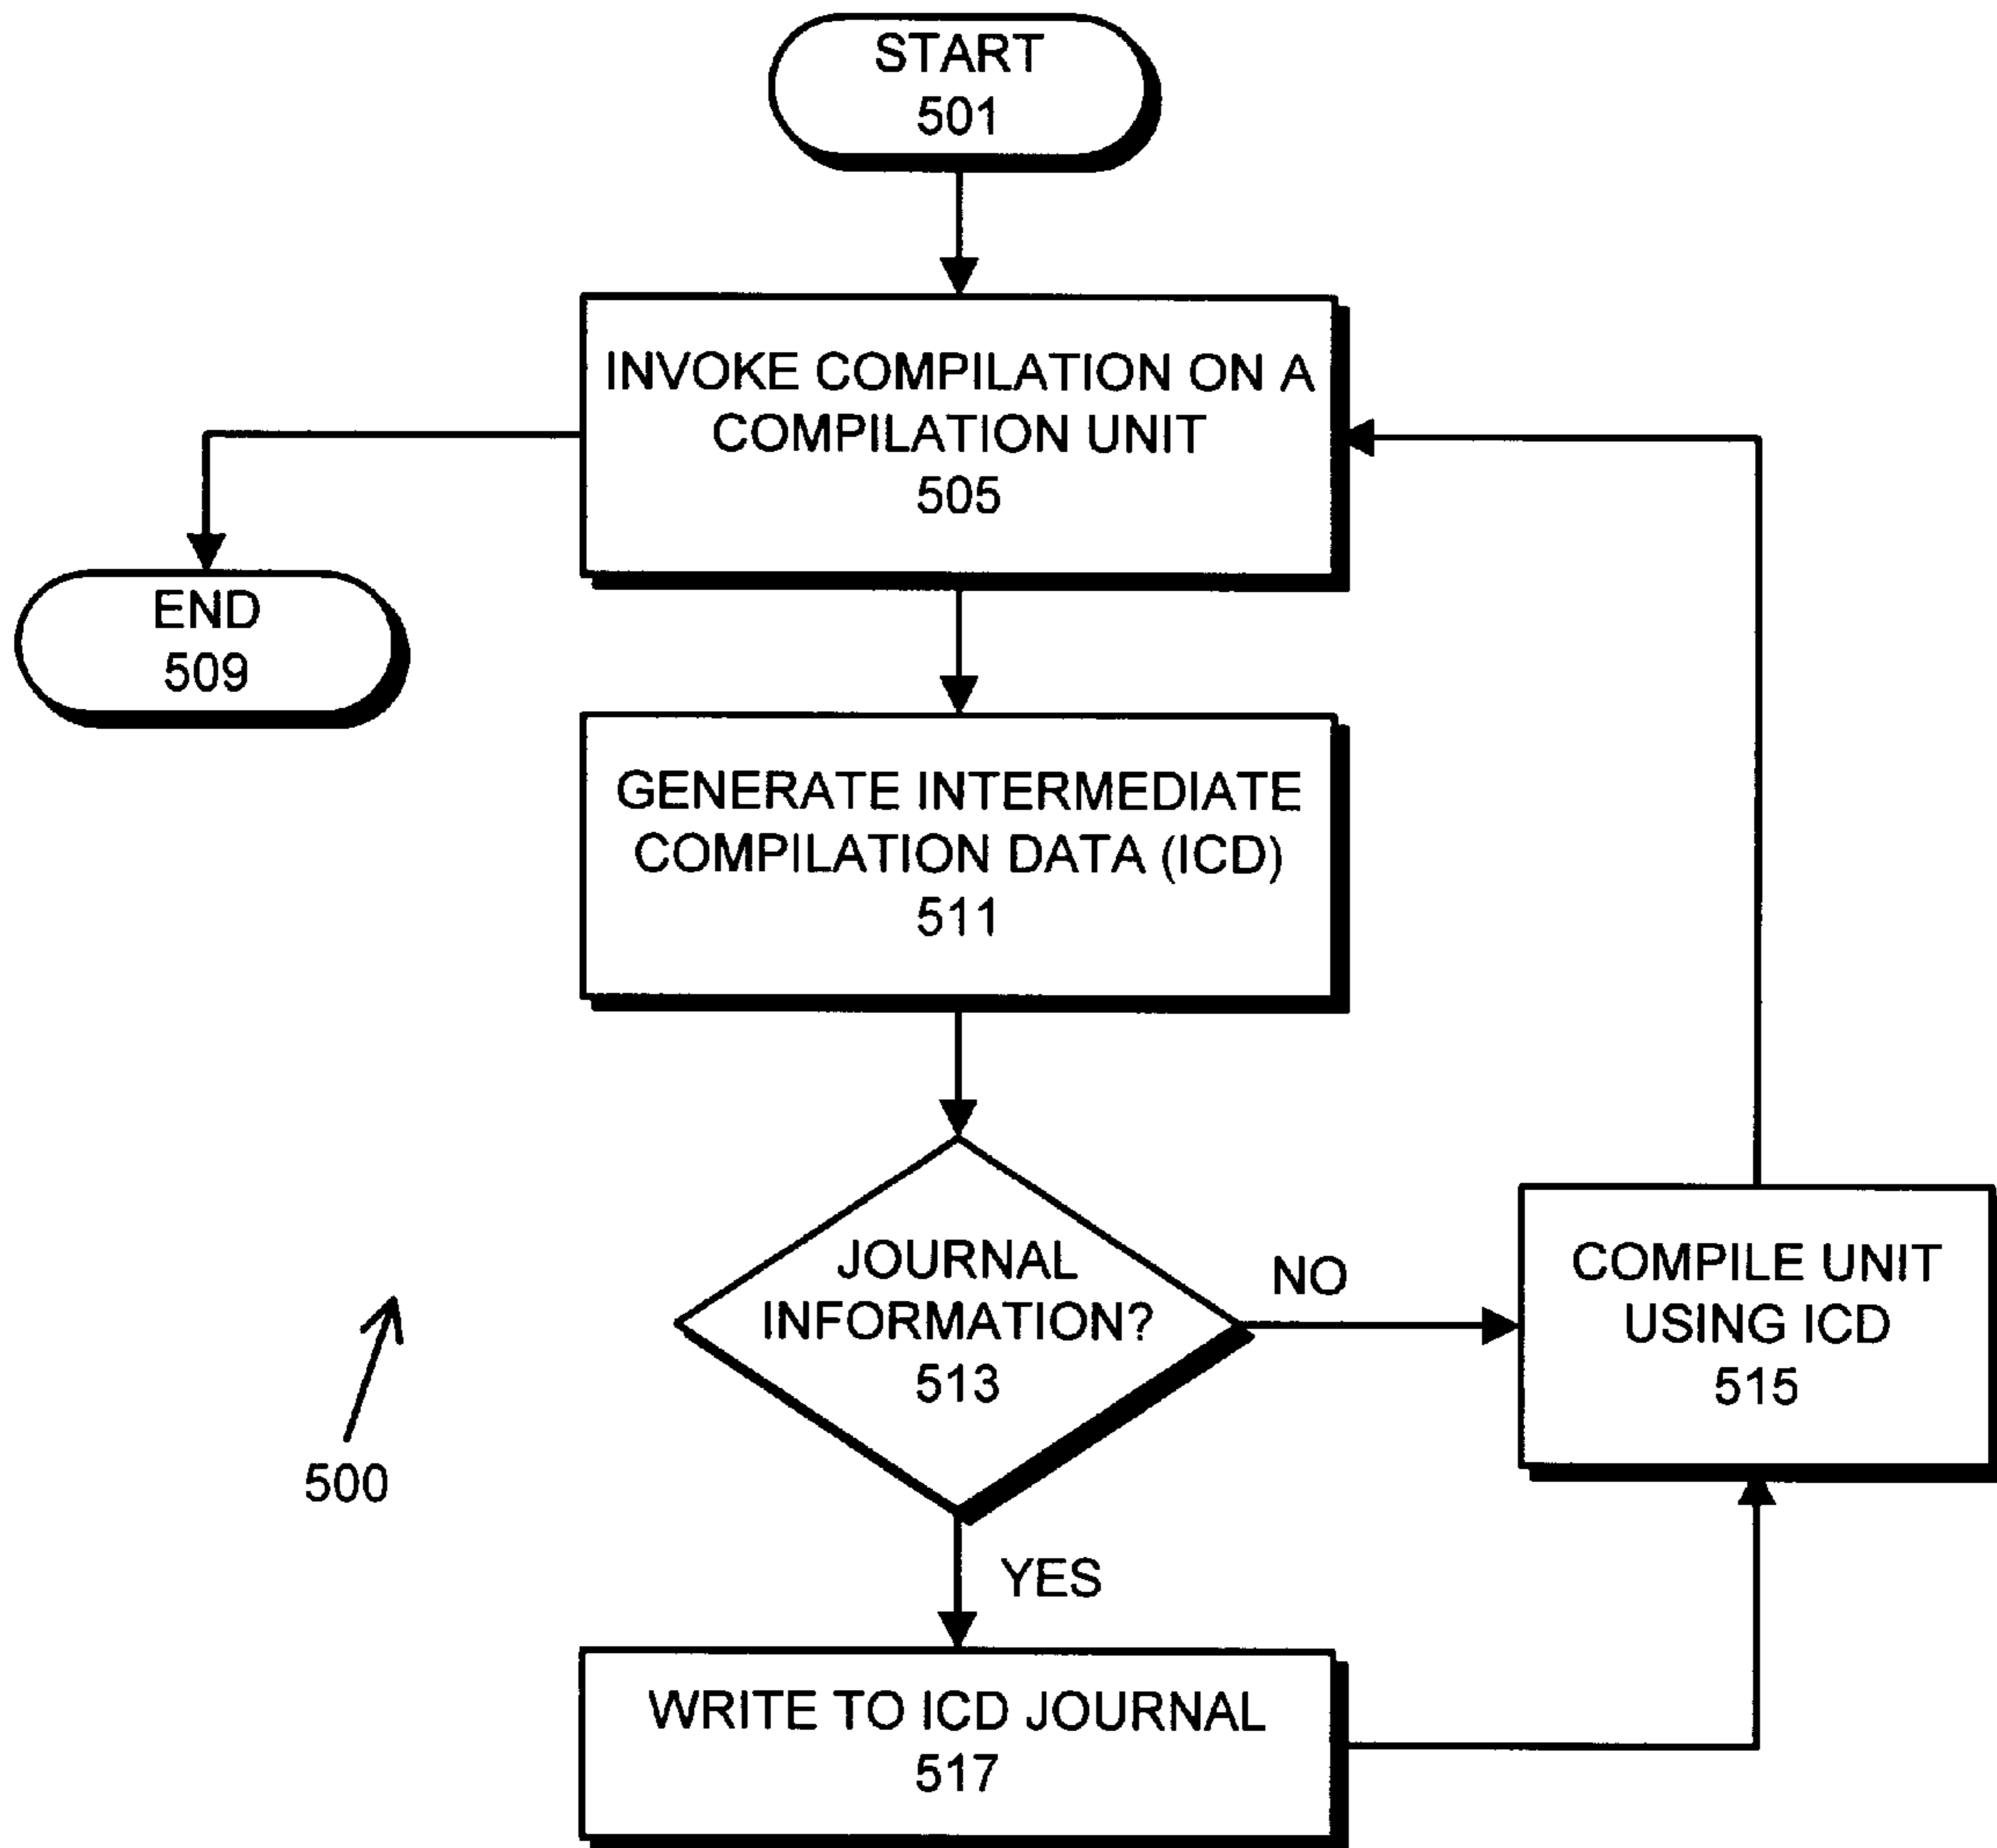 START
501
INVOKE COMPILATION ON A
COMPILATION UNIT
505
END
509
GENERATE INTERMEDIATE
COMPILATION DATA (ICD)
511
JOURNAL
INFORMATION?
513
NO
COMPILE UNIT
USING ICD
515
500
YES
WRITE TO ICD JOURNAL
517